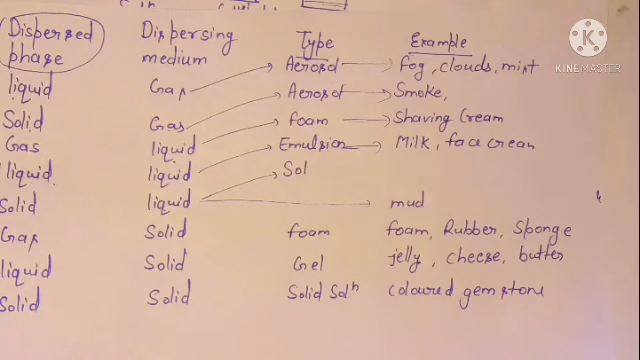 Dispersed Dispersing Type Example
phase medium
KINEMASTER
Aerosol fog, clouds, mist
liquid Gas
Aerosol Smoke,
Solid Gas foam Shaving Cream
Gas liquid Emulsion Milk, face cream
liquid liquid Sol
Solid liquid mud
Gas Solid foam foam, Rubber, Sponge
liquid Solid Gel jelly, cheese, butter
Solid Solid Solid Solⁿ coloured gemstone